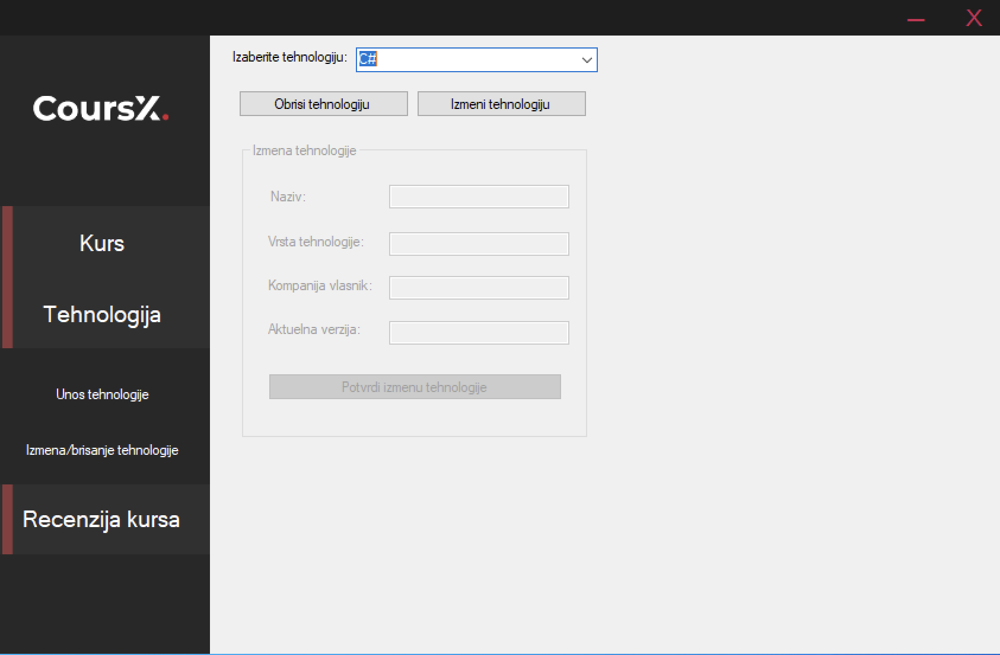 CoursX.
Kurs
Tehnologija
Unos tehnologije
Izmena/brisanje tehnologije
Recenzija kursa
Izaberite tehnologiju: C#
Obrisi tehnologiju Izmeni tehnologiju
Izmena tehnologije
Naziv:
Vrsta tehnologije:
Kompanija vlasnik:
Aktuelna verzija:
Potvrdi izmenu tehnologije